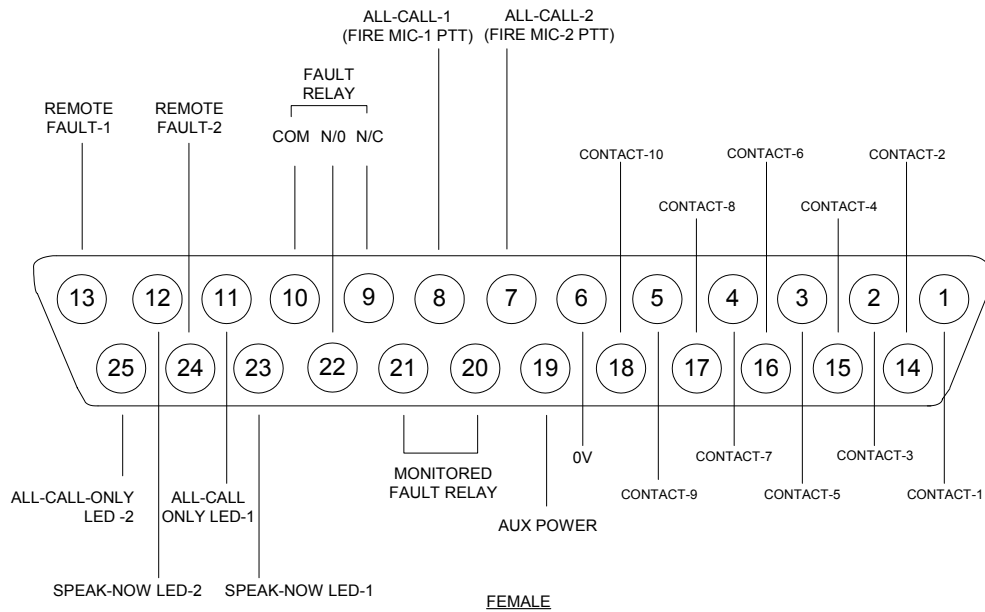 ALL-CALL-1
(FIRE MIC-1 PTT)
ALL-CALL-2
(FIRE MIC-2 PTT)
FAULT
RELAY
REMOTE
FAULT-1
REMOTE
FAULT-2
COM N/0 N/C
CONTACT-10
CONTACT-6
CONTACT-2
CONTACT-8
CONTACT-4
13 12 11 10 9 8 7 6 5 4 3 2 1
25 24 23 22 21 20 19 18 17 16 15 14
0V
CONTACT-7
CONTACT-3
MONITORED
FAULT RELAY
CONTACT-9
CONTACT-5
CONTACT-1
ALL-CALL-ONLY
LED -2
ALL-CALL
ONLY LED-1
AUX POWER
SPEAK-NOW LED-2
SPEAK-NOW LED-1
FEMALE